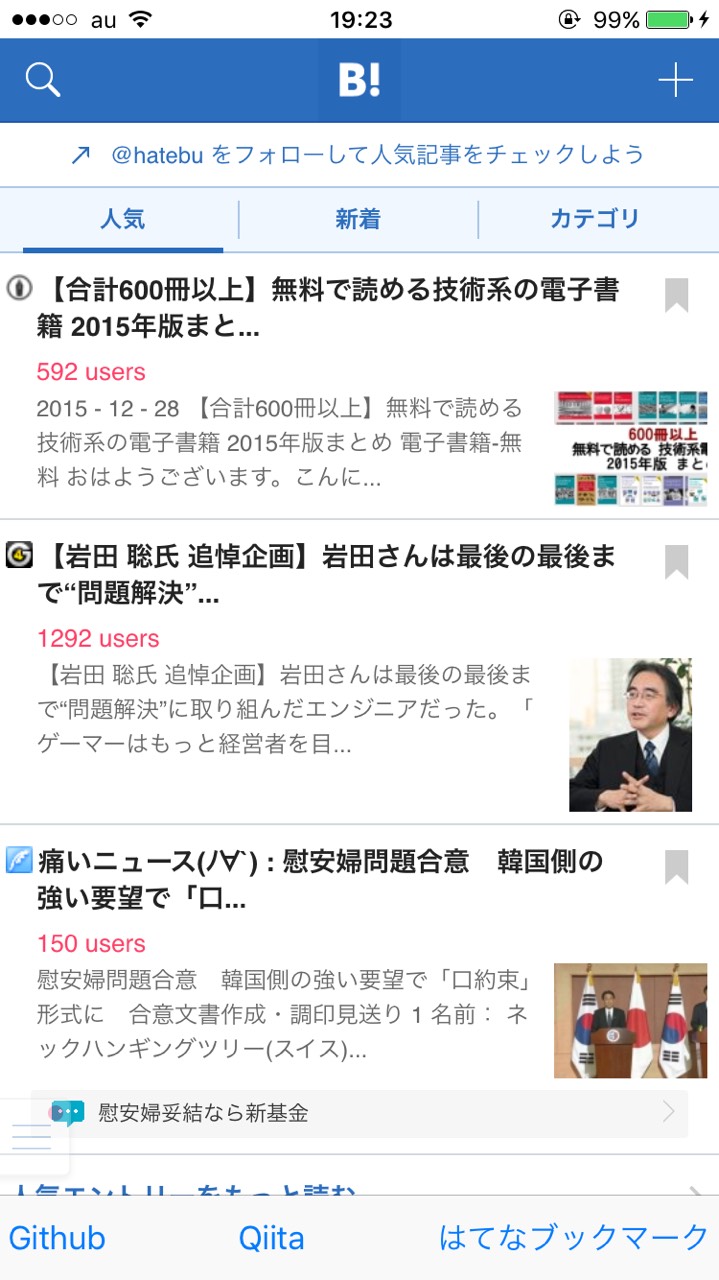 au 19:23 99%
B!
@hatebu をフォローして人気記事をチェックしよう
人気 新着 カテゴリ
【合計600冊以上】無料で読める技術系の電子書
籍 2015年版まと...
592 users
2015 - 12 - 28 【合計600冊以上】無料で読める
技術系の電子書籍 2015年版まとめ 電子書籍-無
料 おはようございます。こんに...
600冊以上
無料で読める 技術系電
2015年版 まと
【岩田 聡氏 追悼企画】岩田さんは最後の最後ま
で“問題解決”...
1292 users
【岩田 聡氏 追悼企画】岩田さんは最後の最後ま
で“問題解決”に取り組んだエンジニアだった。「
ゲーマーはもっと経営者を目...
痛いニュース(ﾉ∀`) : 慰安婦問題合意　韓国側の
強い要望で「口...
150 users
慰安婦問題合意　韓国側の強い要望で「口約束」
形式に　合意文書作成・調印見送り 1 名前： ネ
ックハンギングツリー(スイス)...
慰安婦妥結なら新基金
人気エントリーをもっと読む
Github Qiita はてなブックマーク